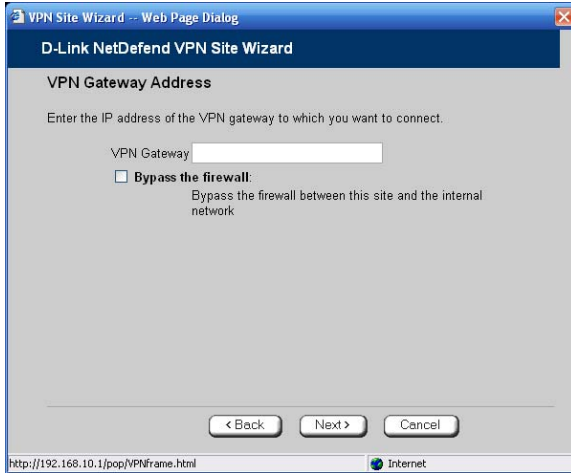 VPN Site Wizard -- Web Page Dialog
D-Link NetDefend VPN Site Wizard
VPN Gateway Address
Enter the IP address of the VPN gateway to which you want to connect.
VPN Gateway
Bypass the firewall:
Bypass the firewall between this site and the internal
network
<Back Next> Cancel
http://192.168.10.1/pop/VPNframe.html Internet